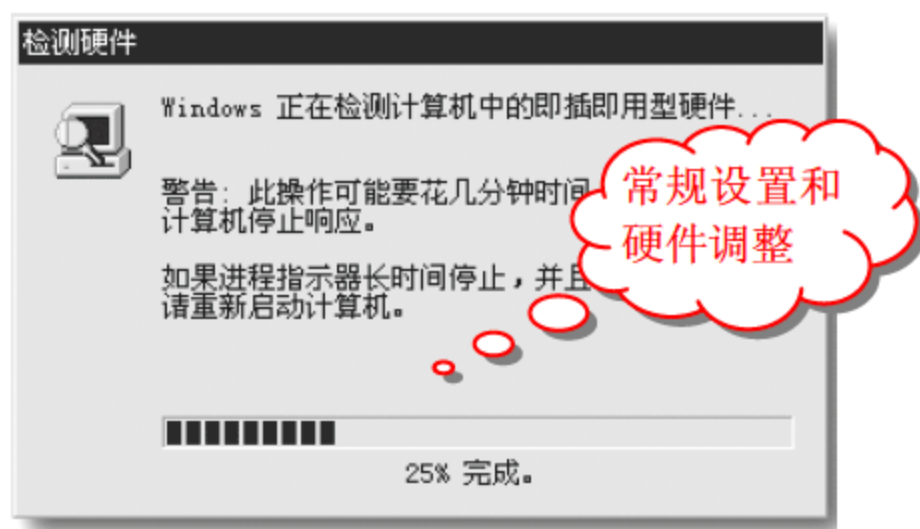 检测硬件
Windows 正在检测计算机中的即插即用型硬件...
警告: 此操作可能要花几分钟时间
计算机停止响应。
如果进程指示器长时间停止，并且
请重新启动计算机。
25% 完成。
常规设置和
硬件调整